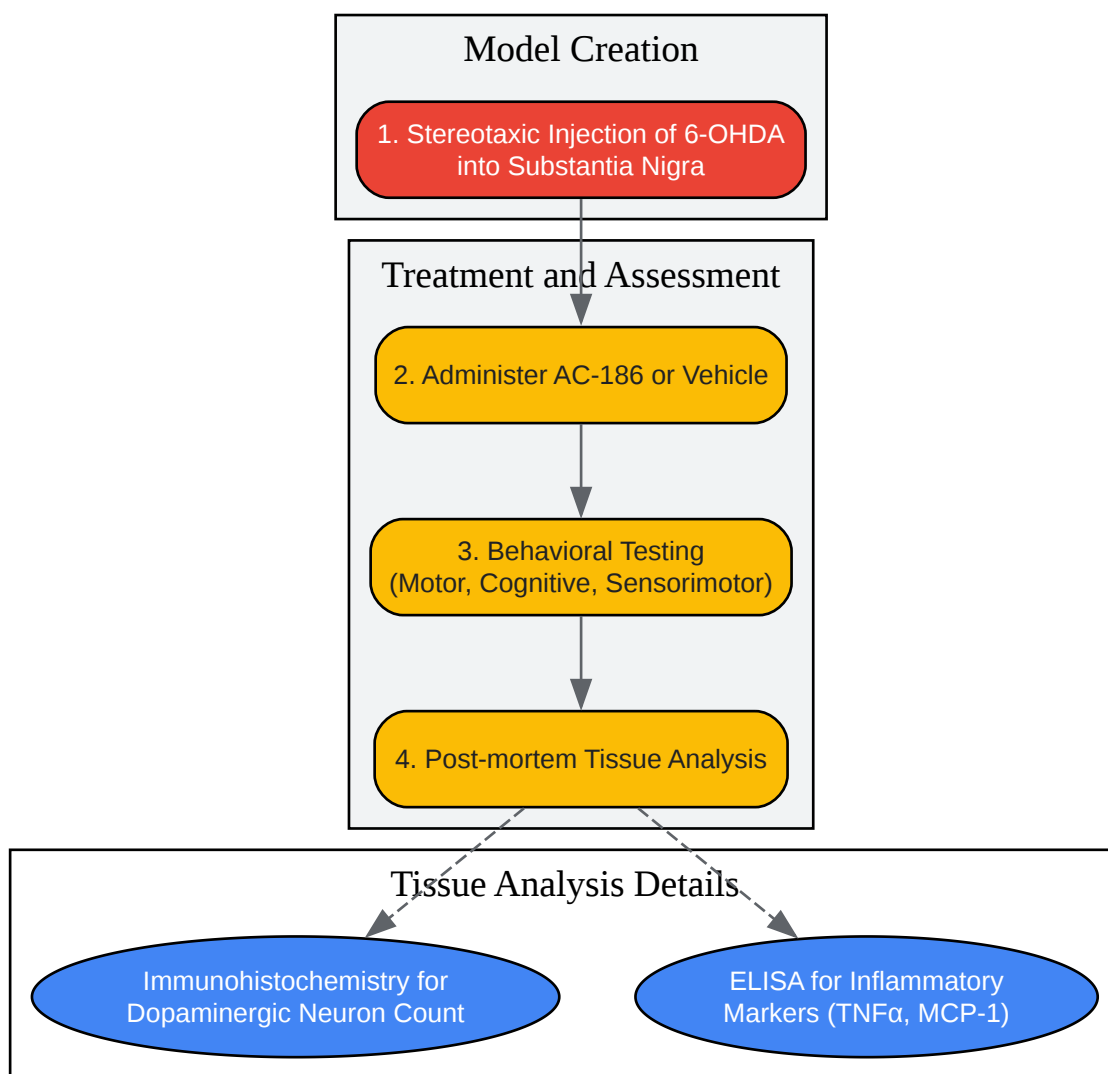 Model Creation
1. Stereotaxic Injection of 6-OHDA
into Substantia Nigra
Treatment and Assessment
2. Administer AC-186 or Vehicle
3. Behavioral Testing
(Motor, Cognitive, Sensorimotor)
4. Post-mortem Tissue Analysis
Tissue Analysis Details
Immunohistochemistry for
Dopaminergic Neuron Count
ELISA for Inflammatory
Markers (TNFα, MCP-1)